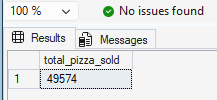 100 %
No issues found
Results
Messages
total_pizza_sold
1
49574